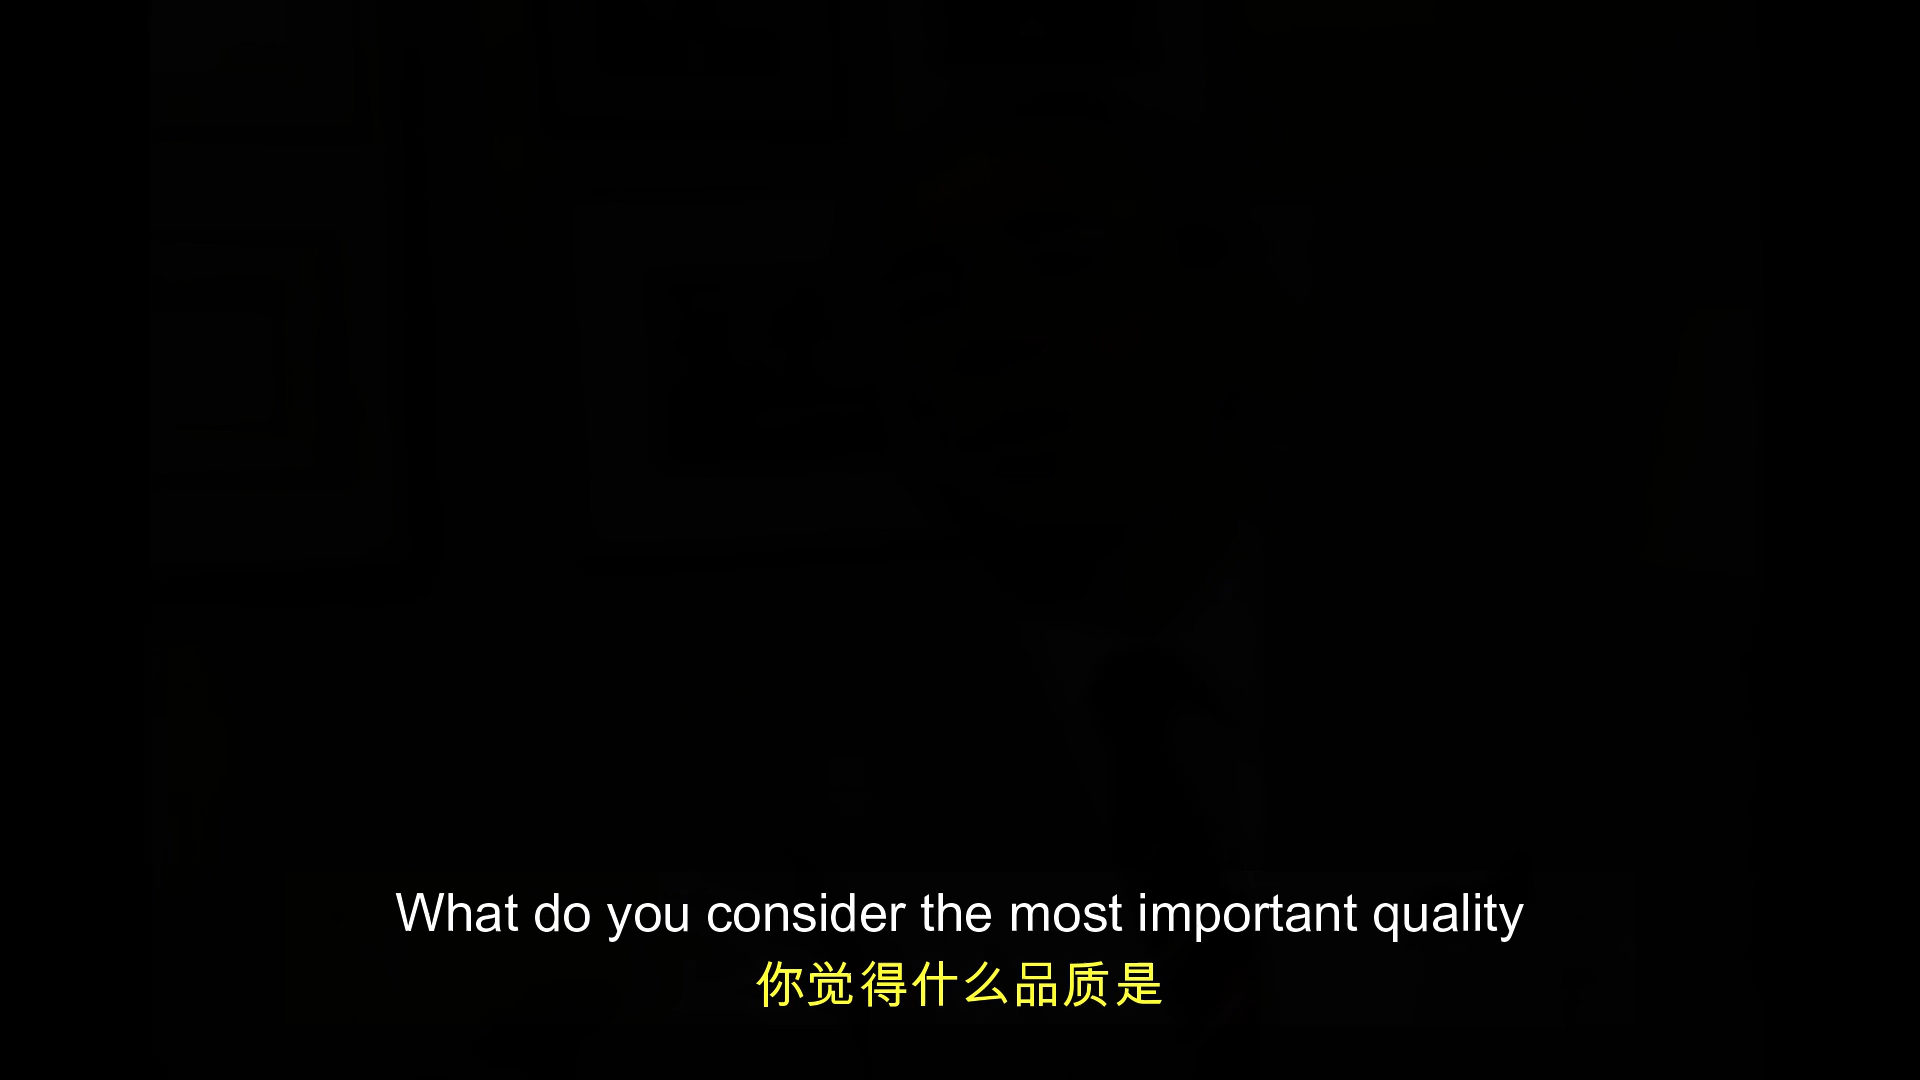 What do you consider the most important quality
你觉得什么品质是